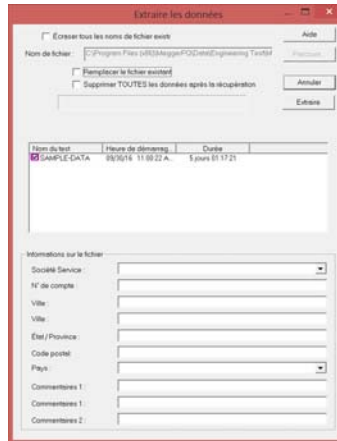 Extraire les données
Écraser tous les noms de fichier exist
Aide
Nom de fichier :
C:\Program Files (x86)\Megger\PQ\Data\Engineering Test\M
Parcourir...
Remplacer le fichier existant
Annuler
Supprimer TOUTES les données après la récupération
Extraire
Nom du test Heure de démarrag... Durée
SAMPLE-DATA 09/30/16 11:00:22 A... 5 jours 01:17:21
Informations sur le fichier
Société Service :
N° de compte :
Ville :
Ville :
État / Province :
Code postel:
Pays :
Commentaires 1 :
Commentaires 1 :
Commentaires 2 :